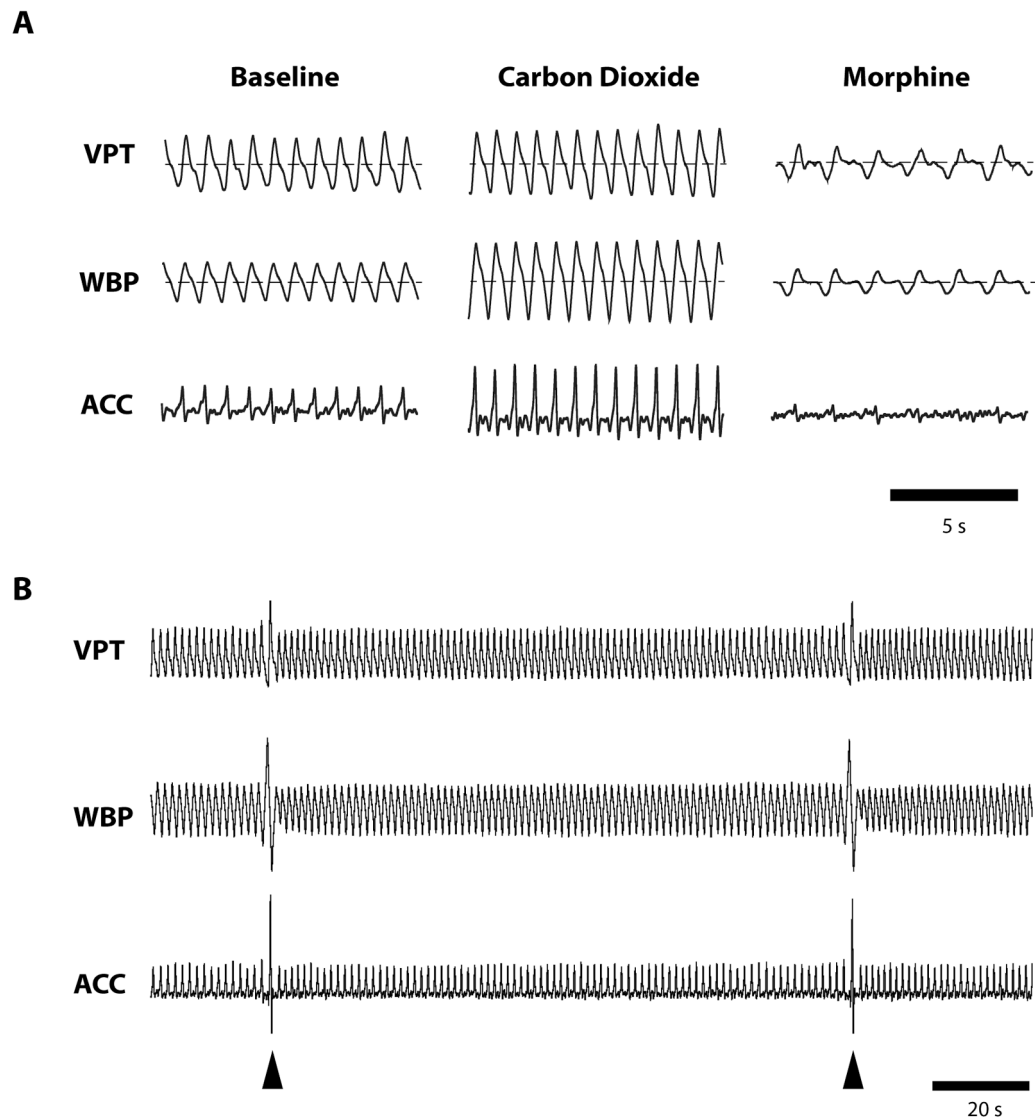 A
Baseline Carbon Dioxide Morphine
VPT
WBP
ACC
5 s
B
VPT
WBP
ACC
20 s